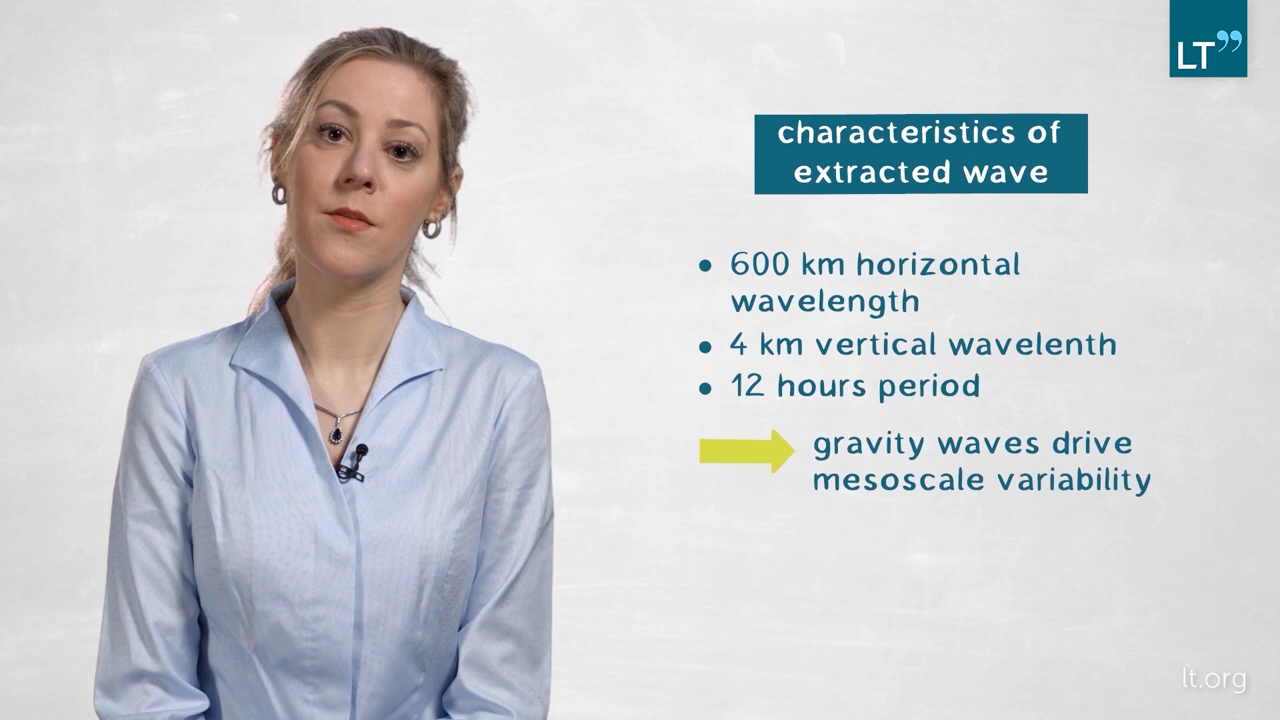 LT”
characteristics of
extracted wave
• 600 km horizontal
wavelength
• 4 km vertical wavelenth
• 12 hours period
gravity waves drive
mesoscale variability
lt.org